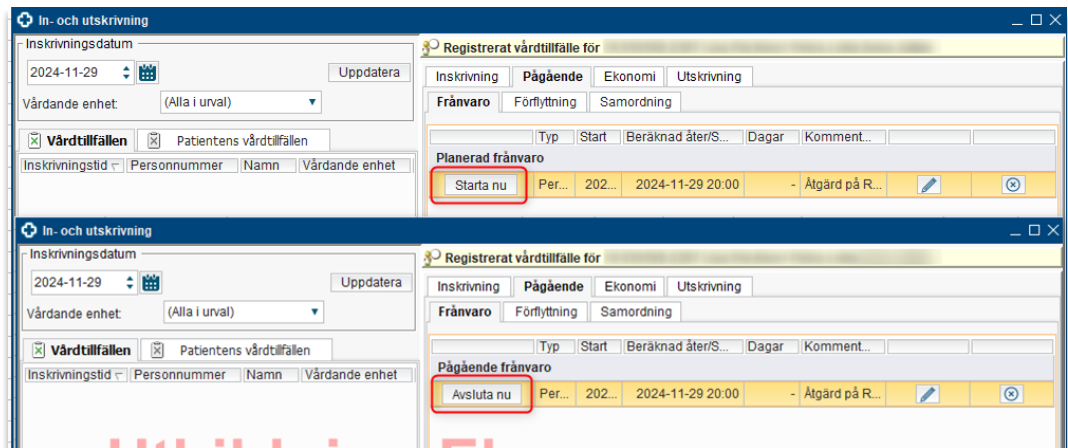 In- och utskrivning
Inskrivningsdatum
2024-11-29
Uppdatera
Vårdande enhet:
(Alla i urval)
Vårdtillfällen
Patientens vårdtillfällen
Inskrivningstid Personnummer Namn Vårdande enhet
Registrerat vårdtillfälle för
Inskrivning Pågående Ekonomi Utskrivning
Frånvaro Förflyttning Samordning
Typ Start Beräknad åter/S... Dagar Komment...
Planerad frånvaro
Starta nu Per... 202... 2024-11-29 20:00 - Åtgärd på R...
In- och utskrivning
Inskrivningsdatum
2024-11-29
Uppdatera
Vårdande enhet:
(Alla i urval)
Vårdtillfällen
Patientens vårdtillfällen
Inskrivningstid Personnummer Namn Vårdande enhet
Registrerat vårdtillfälle för
Inskrivning Pågående Ekonomi Utskrivning
Frånvaro Förflyttning Samordning
Typ Start Beräknad åter/S... Dagar Komment...
Pågående frånvaro
Avsluta nu Per... 202... 2024-11-29 20:00 - Åtgärd på R...